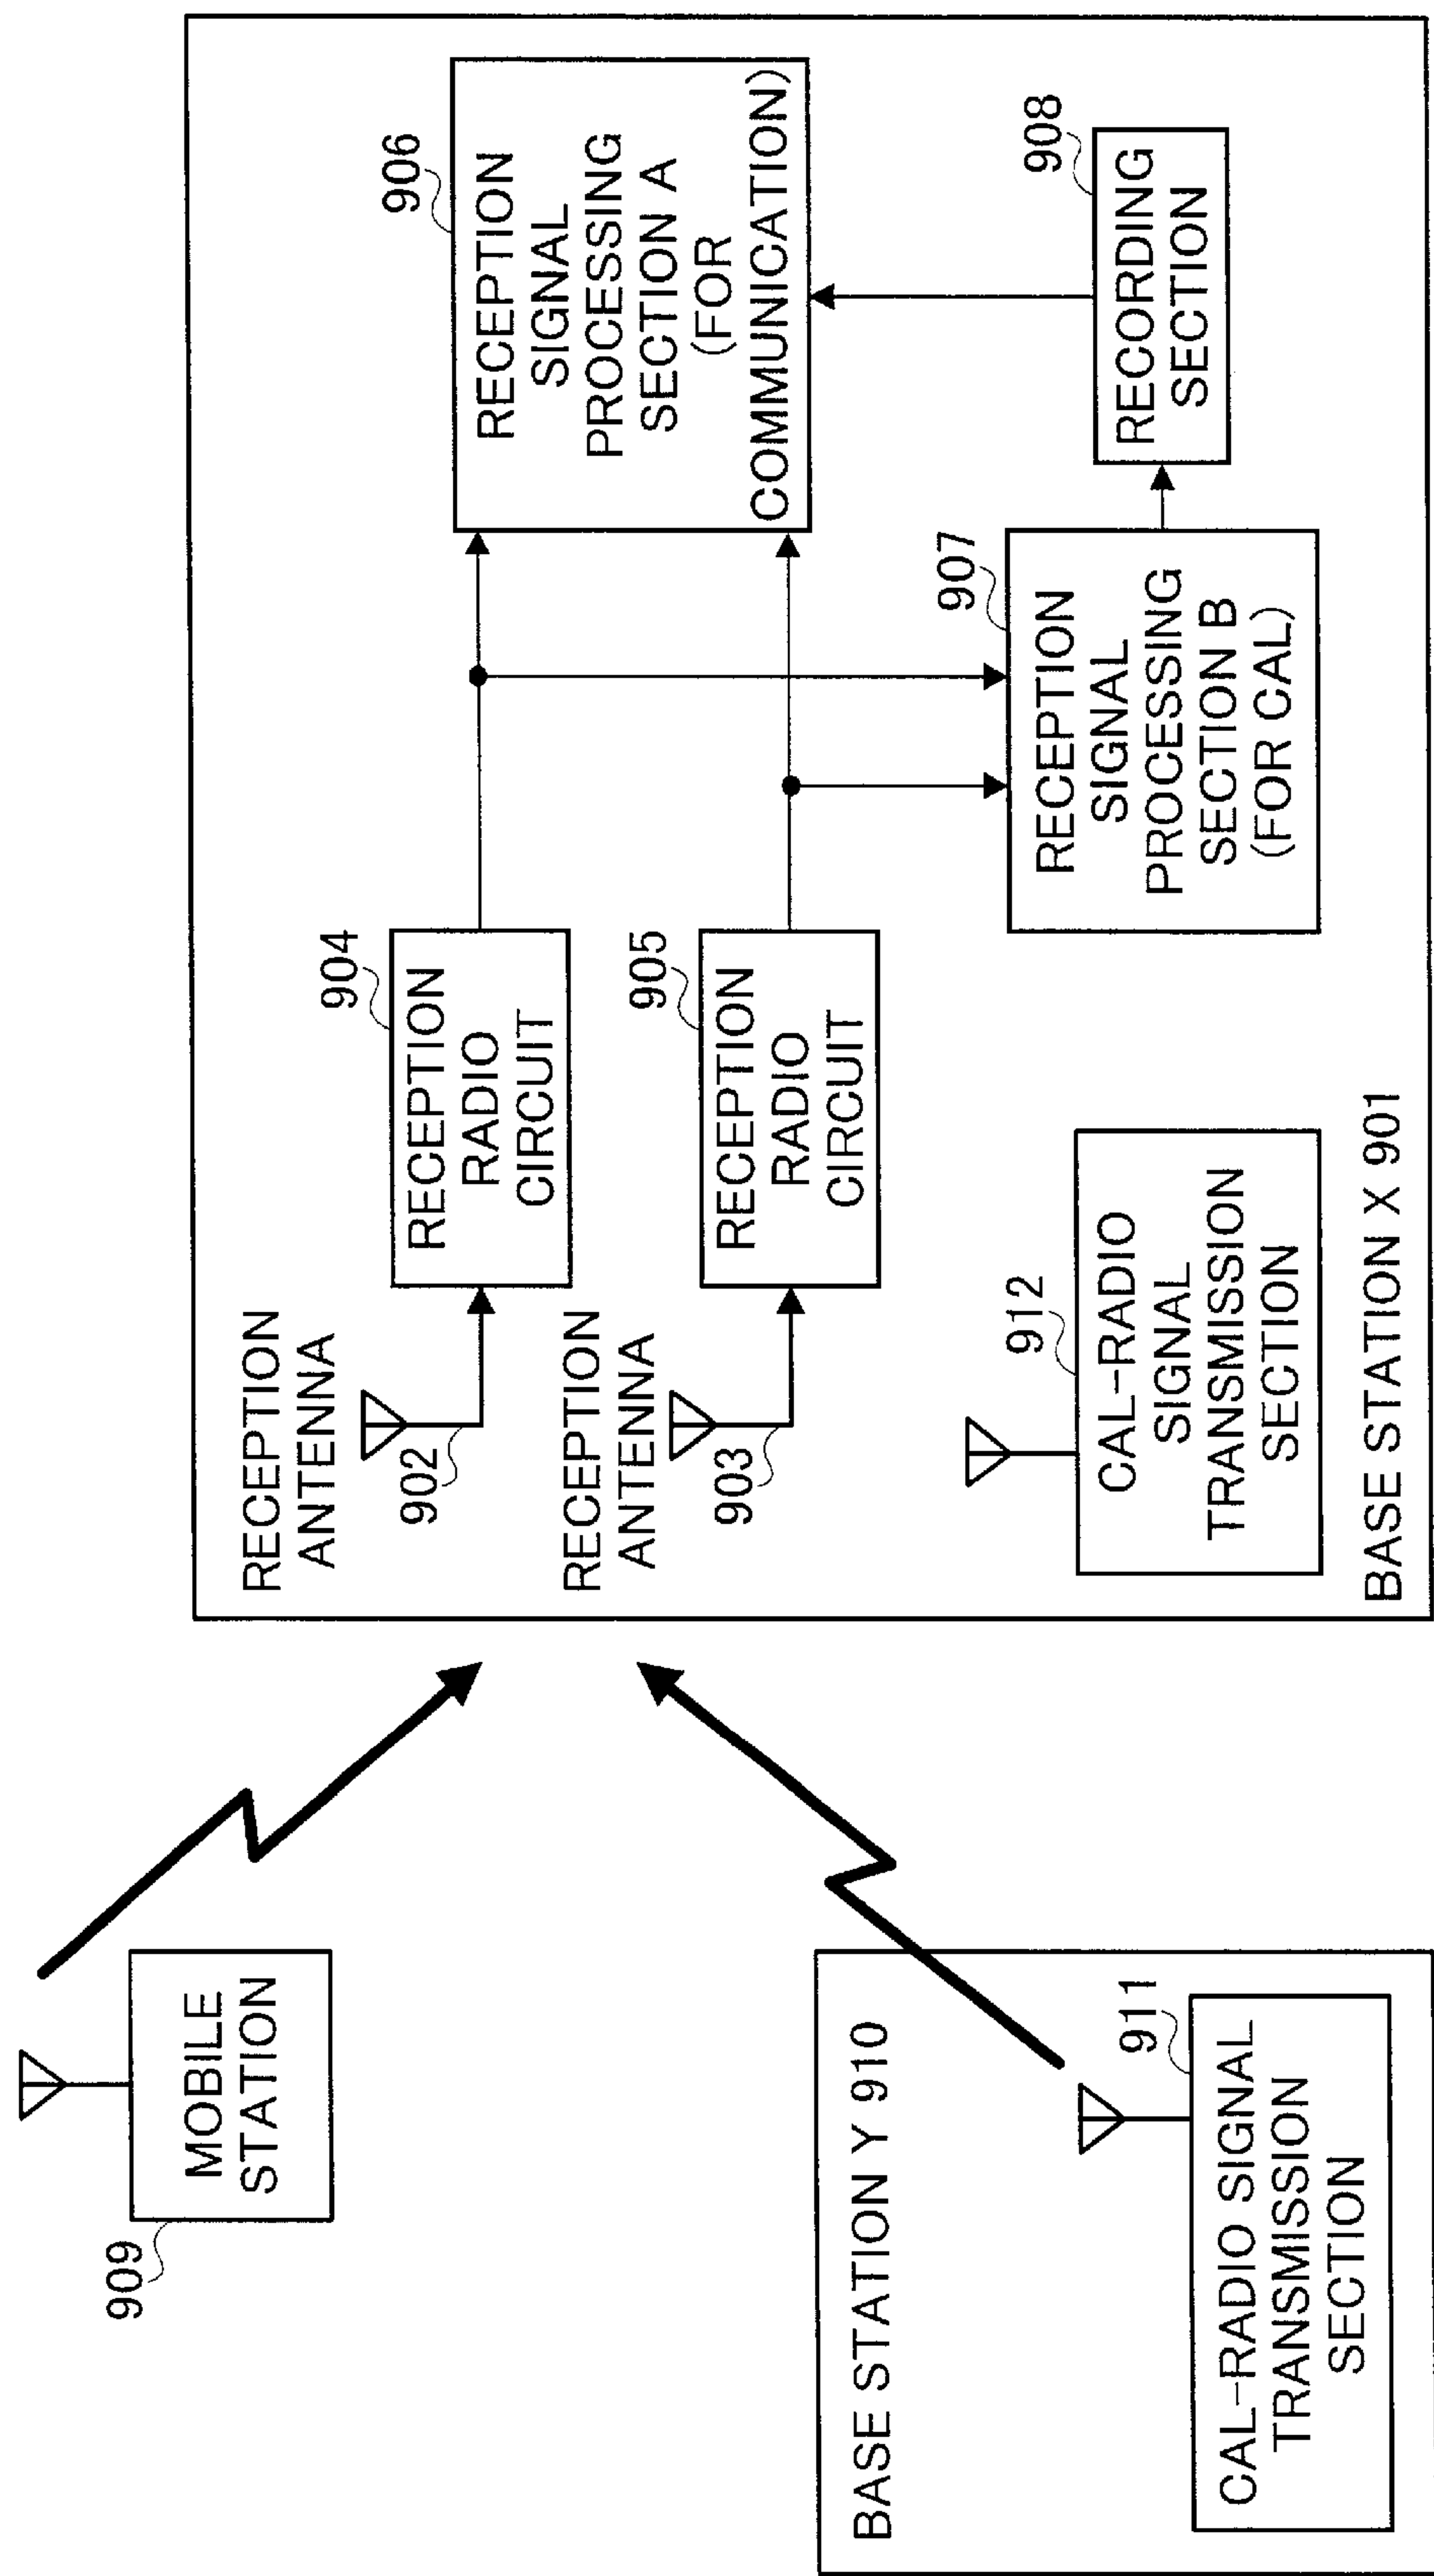 909
MOBILE
STATION
BASE STATION Y 910
911
CAL-RADIO SIGNAL
TRANSMISSION
SECTION
RECEPTION
ANTENNA
902
904
RECEPTION
RADIO
CIRCUIT
RECEPTION
ANTENNA
903
905
RECEPTION
RADIO
CIRCUIT
906
RECEPTION
SIGNAL
PROCESSING
SECTION A
(FOR
COMMUNICATION)
907
RECEPTION
SIGNAL
PROCESSING
SECTION B
(FOR CAL)
908
RECORDING
SECTION
912
CAL-RADIO
SIGNAL
TRANSMISSION
SECTION
BASE STATION X 901